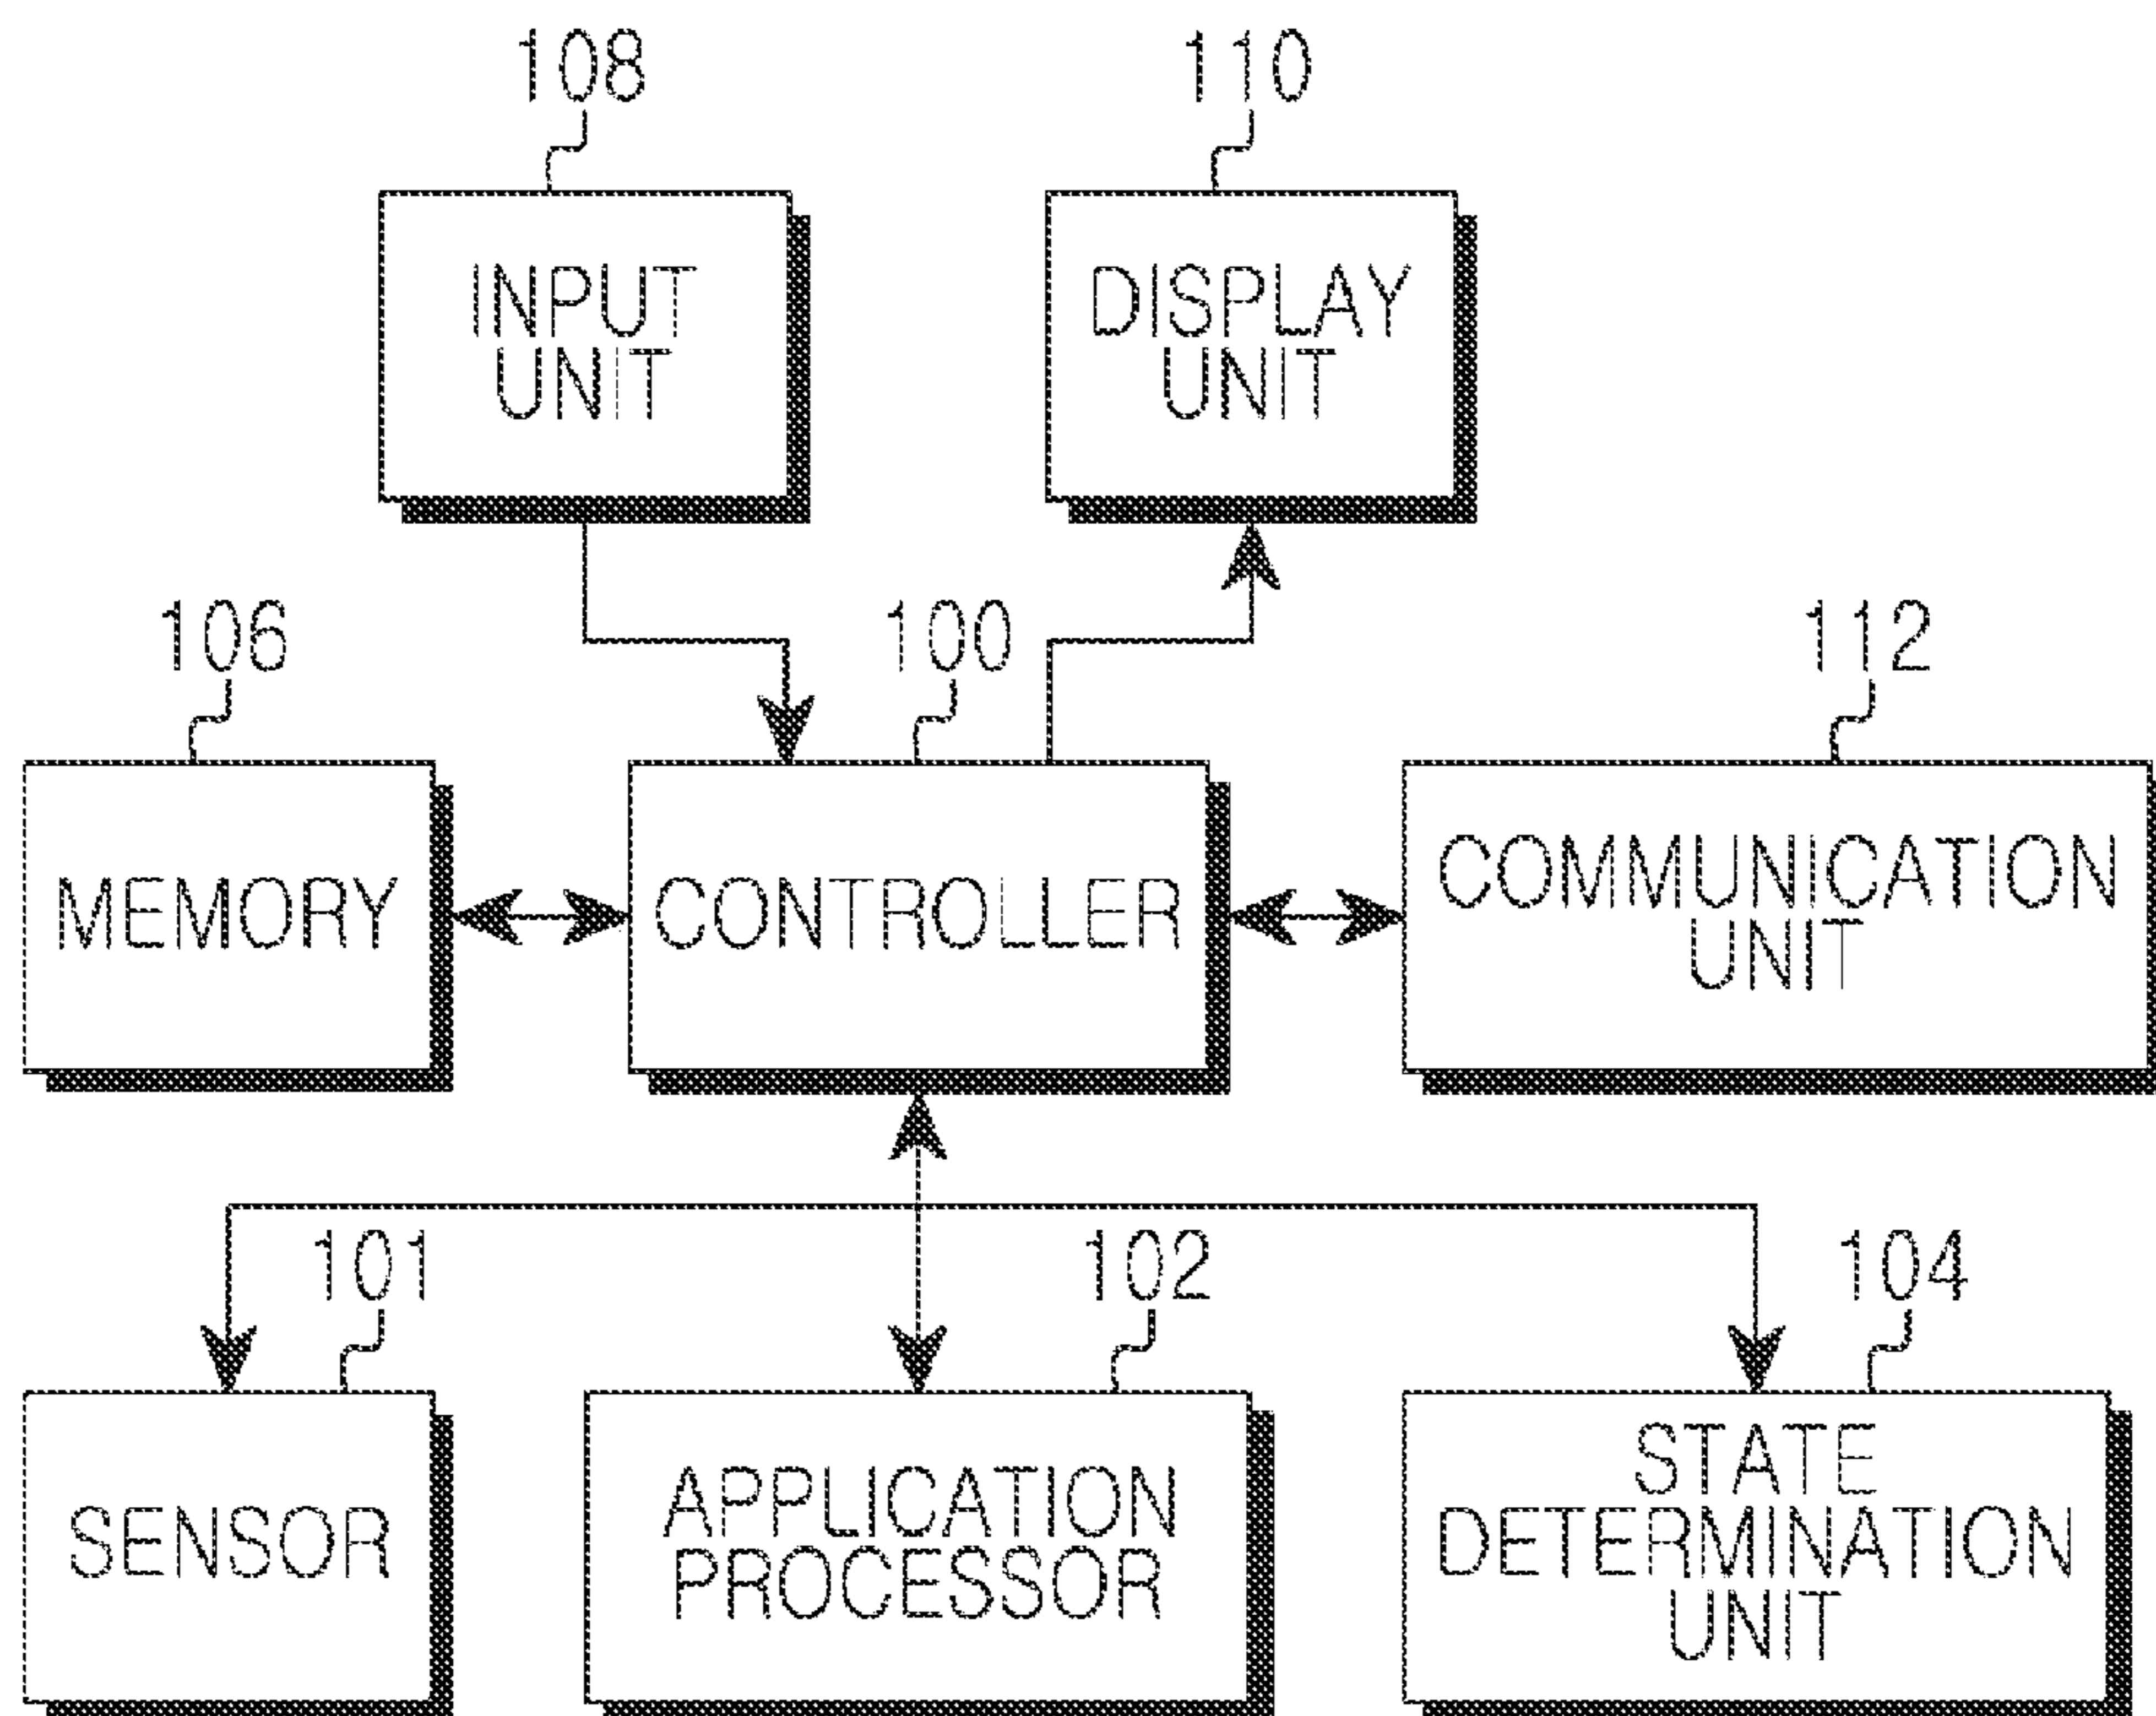 108
110
INPUT
UNIT
DISPLAY
UNIT
106
100
112
MEMORY
CONTROLLER
COMMUNICATION
UNIT
101
102
104
SENSOR
APPLICATION
PROCESSOR
STATE
DETERMINATION
UNIT